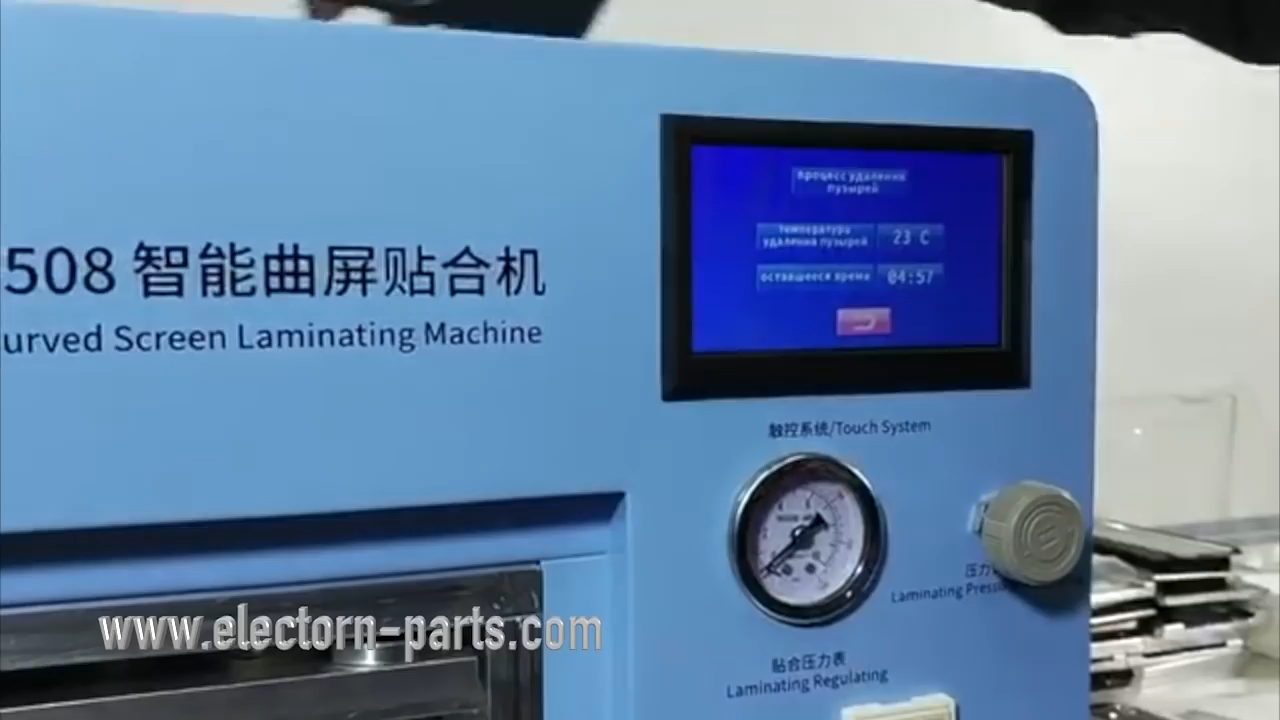 508 智能曲屏贴合机
urved Screen Laminating Machine
процесс удаления
пузырей
температура
удаления пузырей
23 C
оставшееся время
04:57
触控系统/Touch System
压力
Laminating
贴合压力表
Laminating Regulating
www.electorn-parts.com